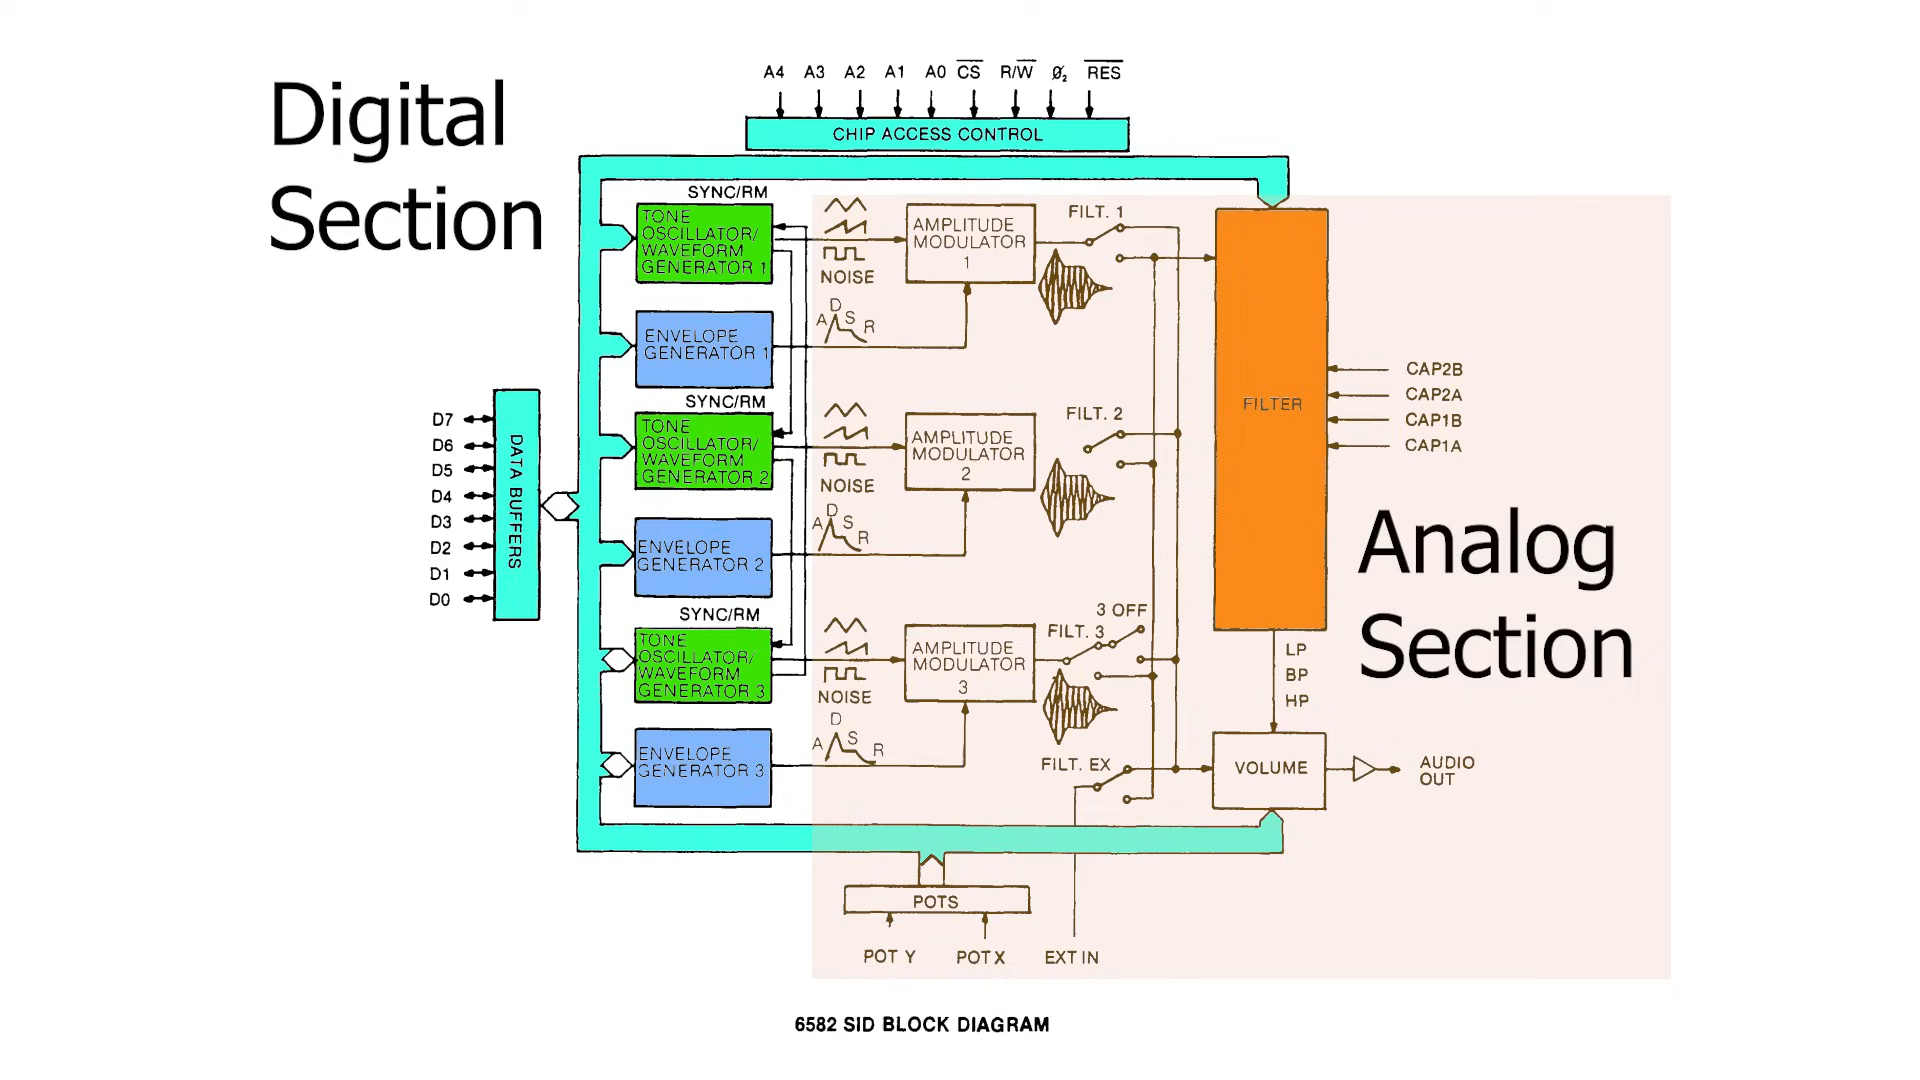 Digital
Section
A4 A3 A2 A1 A0 CS R/W Ø2 RES
CHIP ACCESS CONTROL
SYNC/RM
TONE
OSCILLATOR/
WAVEFORM
GENERATOR 1
NOISE
AMPLITUDE
MODULATOR
1
FILT. 1
A D S R
ENVELOPE
GENERATOR 1
SYNC/RM
TONE
OSCILLATOR/
WAVEFORM
GENERATOR 2
NOISE
AMPLITUDE
MODULATOR
2
FILT. 2
A D S R
ENVELOPE
GENERATOR 2
SYNC/RM
TONE
OSCILLATOR/
WAVEFORM
GENERATOR 3
NOISE
AMPLITUDE
MODULATOR
3
3 OFF
FILT. 3
A D S R
ENVELOPE
GENERATOR 3
FILT. EX
D7
D6
D5
D4
D3
D2
D1
D0
DATA BUFFERS
FILTER
CAP2B
CAP2A
CAP1B
CAP1A
Analog
Section
LP
BP
HP
VOLUME
AUDIO
OUT
POTS
POT Y POT X EXT IN
6582 SID BLOCK DIAGRAM